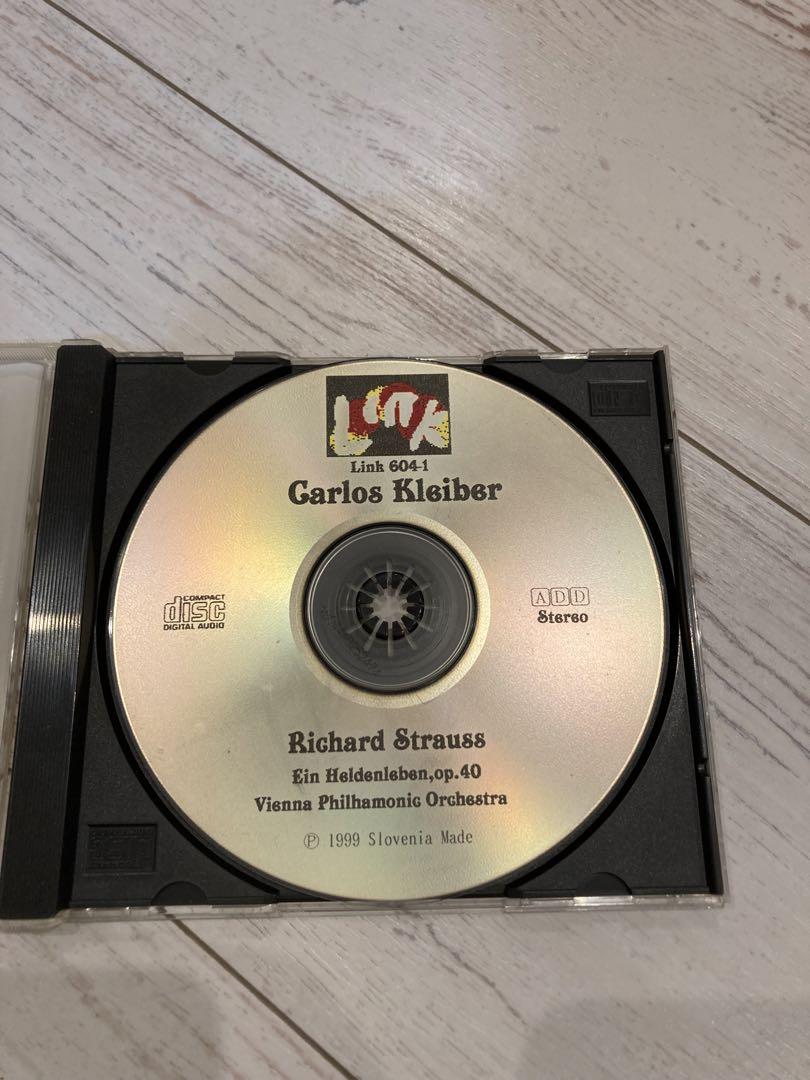 Link
Link 604-1
Carlos Kleiber
COMPACT
disc
DIGITAL AUDIO
ADD
Stereo
Richard Strauss
Ein Heldenleben,op.40
Vienna Philhamonic Orchestra
Ⓟ 1999 Slovenia Made